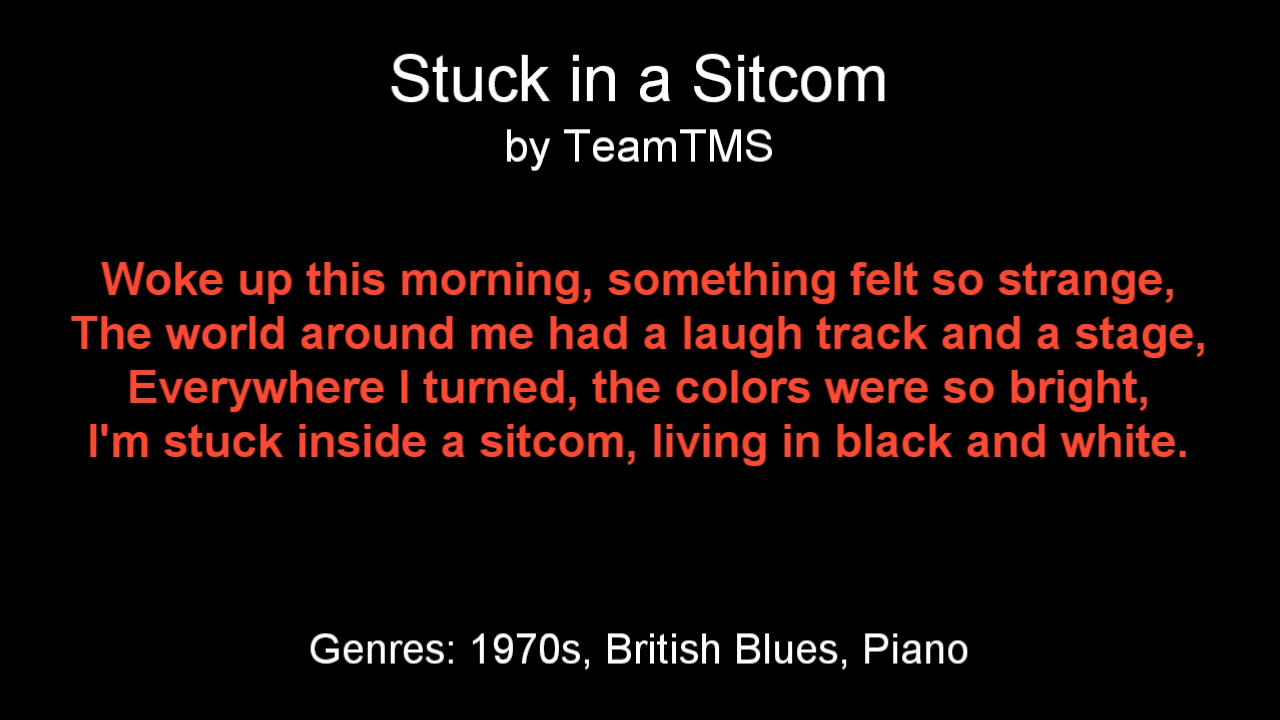 Stuck in a Sitcom
by TeamTMS
Woke up this morning, something felt so strange,
The world around me had a laugh track and a stage,
Everywhere I turned, the colors were so bright,
I'm stuck inside a sitcom, living in black and white.
Genres: 1970s, British Blues, Piano